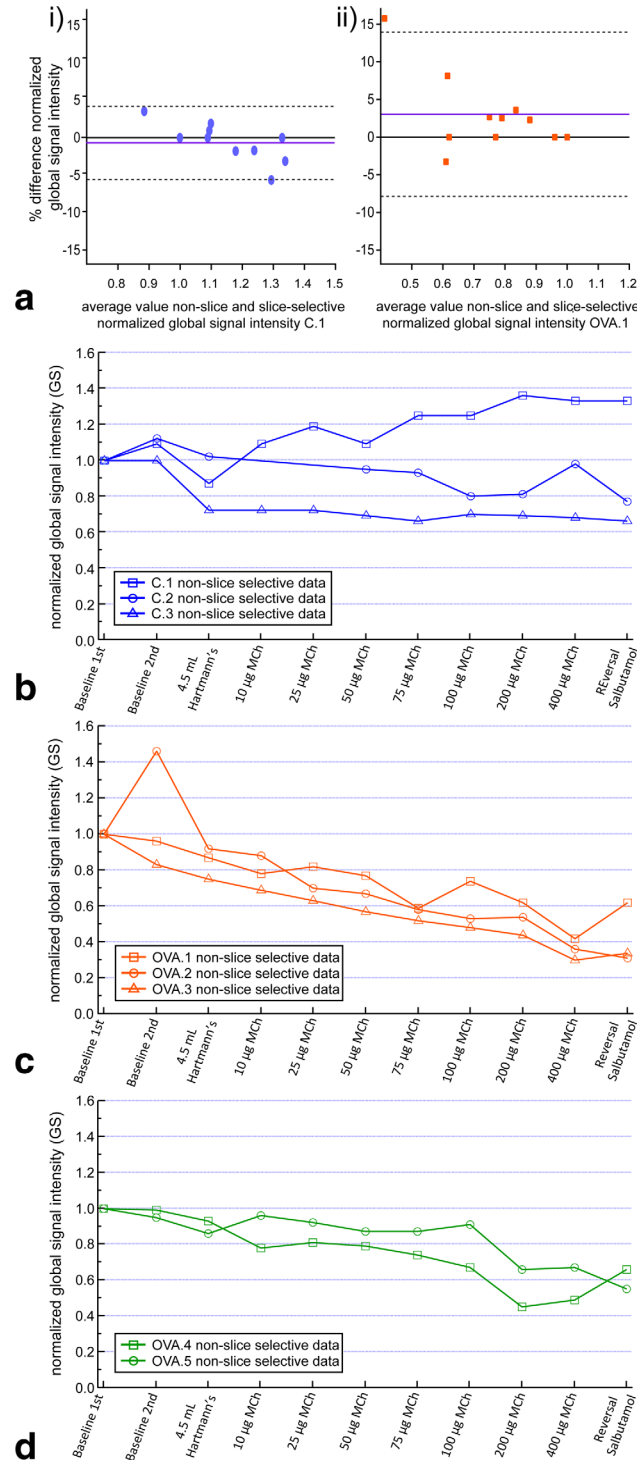 i)
ii)
15
10
5
0
-5
-10
-15
% difference normalized
global signal intensity
0.8
0.9
1.0
1.1
1.2
1.3
1.4
1.5
average value non-slice and slice-selective
normalized global signal intensity C.1
15
10
5
0
-5
-10
-15
0.5
0.6
0.7
0.8
0.9
1.0
1.1
1.2
average value non-slice and slice-selective
normalized global signal intensity OVA.1
a
normalized global signal intensity (GS)
1.6
1.4
1.2
1.0
0.8
0.6
0.4
0.2
0.0
C.1 non-slice selective data
C.2 non-slice selective data
C.3 non-slice selective data
Baseline 1st
Baseline 2nd
4.5 mL
Hartmann's
10 µg MCh
25 µg MCh
50 µg MCh
75 µg MCh
100 µg MCh
200 µg MCh
400 µg MCh
REversal
Salbutamol
b
normalized global signal intensity (GS)
1.6
1.4
1.2
1.0
0.8
0.6
0.4
0.2
0.0
OVA.1 non-slice selective data
OVA.2 non-slice selective data
OVA.3 non-slice selective data
Baseline 1st
Baseline 2nd
4.5 mL
Hartmann's
10 µg MCh
25 µg MCh
50 µg MCh
75 µg MCh
100 µg MCh
200 µg MCh
400 µg MCh
Reversal
Salbutamol
c
normalized global signal intensity (GS)
1.6
1.4
1.2
1.0
0.8
0.6
0.4
0.2
0.0
OVA.4 non-slice selective data
OVA.5 non-slice selective data
Baseline 1st
Baseline 2nd
4.5 mL
Hartmann's
10 µg MCh
25 µg MCh
50 µg MCh
75 µg MCh
100 µg MCh
200 µg MCh
400 µg MCh
Reversal
Salbutamol
d